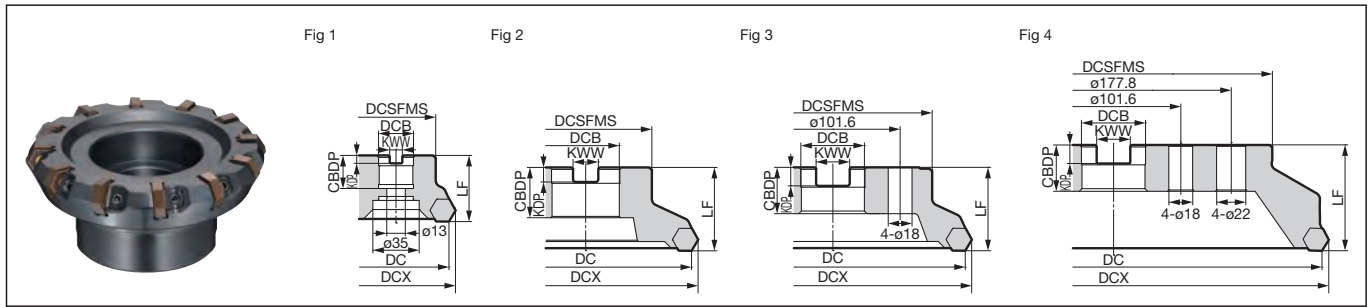 Fig 1
DCSFMS
DCB
KWW
CBDP
KDP
LF
ø13
ø35
DC
DCX
Fig 2
DCSFMS
DCB
KWW
CBDP
KDP
LF
DC
DCX
Fig 3
DCSFMS
ø101.6
DCB
KWW
CBDP
KDP
LF
4-ø18
DC
DCX
Fig 4
DCSFMS
ø177.8
ø101.6
DCB
KWW
CBDP
KDP
LF
4-ø18
4-ø22
DC
DCX